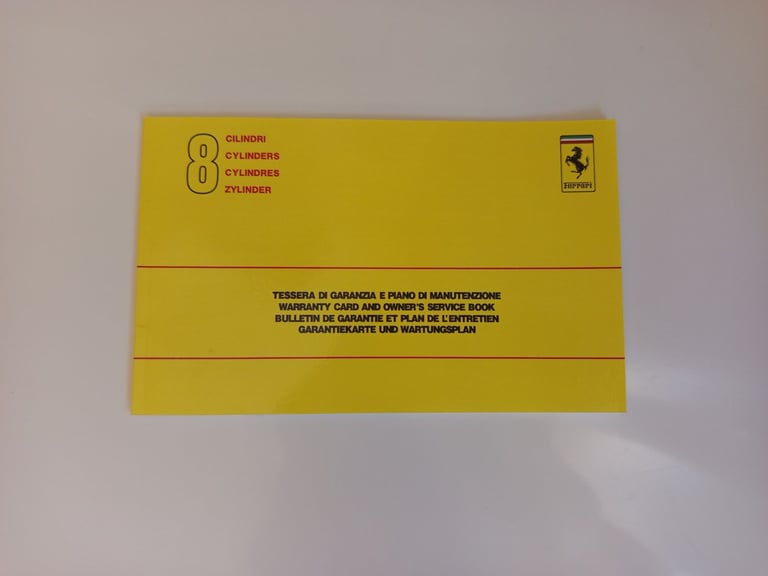 8
CILINDRI
CYLINDERS
CYLINDRES
ZYLINDER
Ferrari
TESSERA DI GARANZIA E PIANO DI MANUTENZIONE
WARRANTY CARD AND OWNER'S SERVICE BOOK
BULLETIN DE GARANTIE ET PLAN DE L'ENTRETIEN
GARANTIEKARTE UND WARTUNGSPLAN